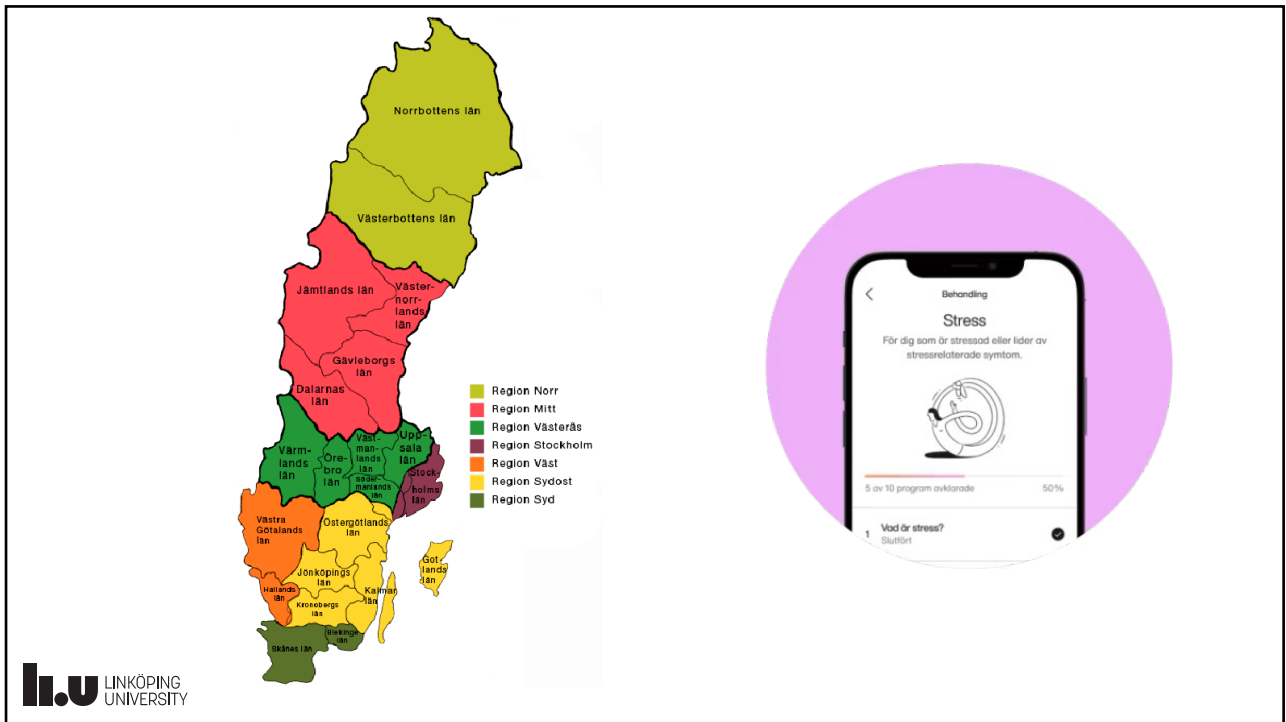 Norrbottens län
Västerbottens län
Jämtlands län
Väster-
norr-
lands
län
Gävleborgs
län
Dalarnas
län
Värm-
lands
län
Öre-
bro
län
Väst-
man-
lands
län
Upp-
sala
län
Söder-
manlands
län
Stock-
holms
län
Västra
Götalands
län
Östergötlands
län
Jönköpings
län
Got
lands
län
Hallands
län
Kalmar
län
Kronobergs
län
Blekinge
län
Skånes län
Region Norr
Region Mitt
Region Västerås
Region Stockholm
Region Väst
Region Sydost
Region Syd
Behandling
Stress
För dig som är stressad eller lider av
stressrelaterade symtom.
5 av 10 program avklarade 50%
1 Vad är stress?
Slutfört
li.u LINKÖPING
UNIVERSITY